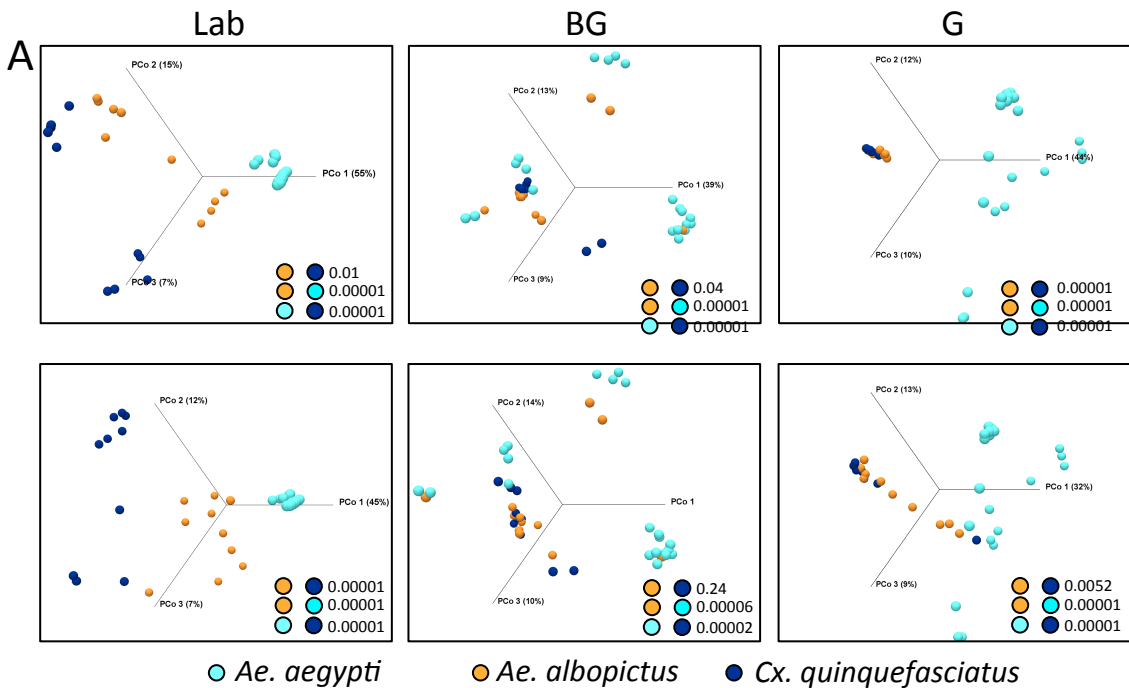 Lab BG G
A
PCo 2 (15%)
PCo 1 (55%)
PCo 3 (7%)
0.01
0.00001
0.00001
PCo 2 (13%)
PCo 1 (39%)
PCo 3 (9%)
0.04
0.00001
0.00001
PCo 2 (12%)
PCo 1 (44%)
PCo 3 (10%)
0.00001
0.00001
0.00001
PCo 2 (12%)
PCo 1 (45%)
PCo 3 (7%)
0.00001
0.00001
0.00001
PCo 2 (14%)
PCo 1
PCo 3 (10%)
0.24
0.00006
0.00002
PCo 2 (13%)
PCo 1 (32%)
PCo 3 (9%)
0.0052
0.00001
0.00001
Ae. aegypti Ae. albopictus Cx. quinquefasciatus